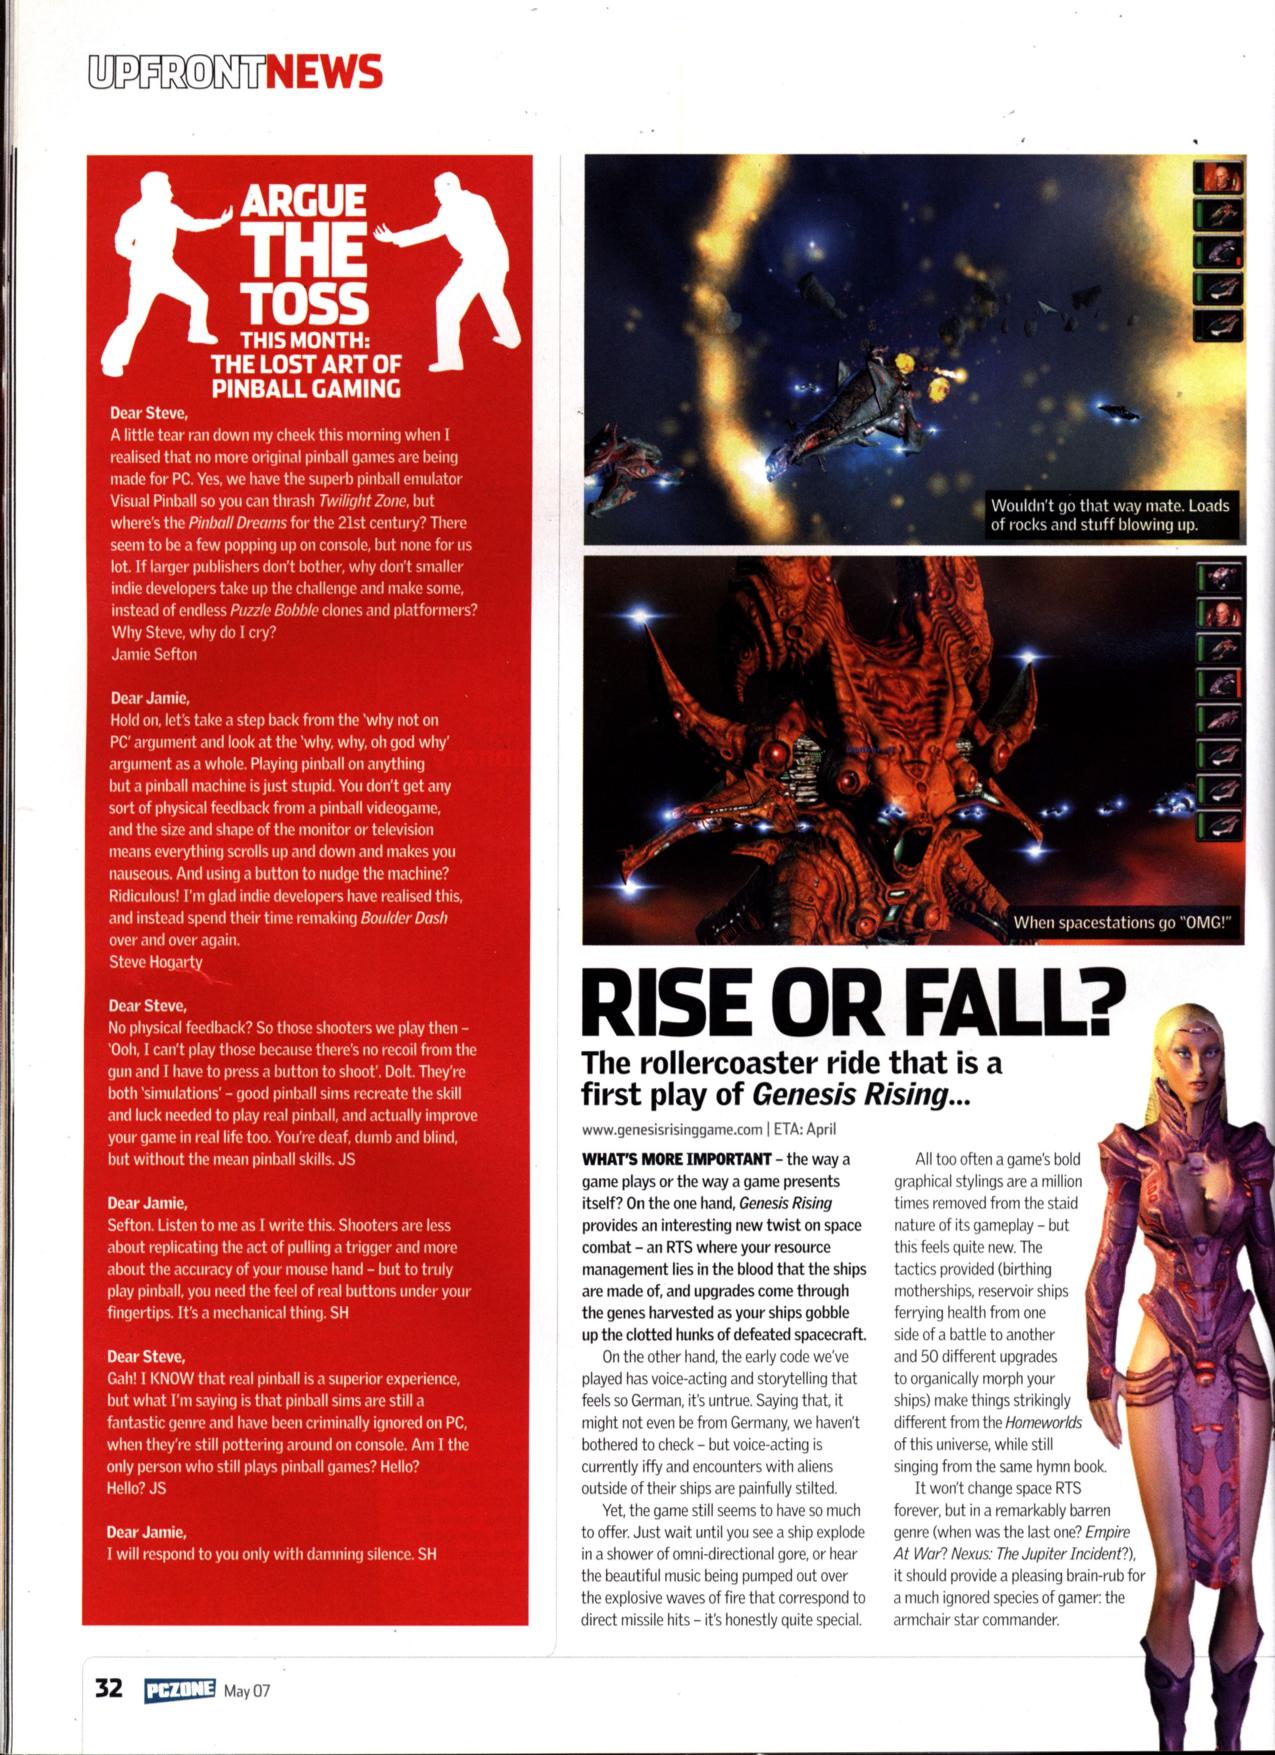 UPFRONTNEWS
ARGUE
THE
TOSS
THIS MONTH:
THE LOST ART OF
PINBALL GAMING
Dear Steve,
A little tear ran down my cheek this morning when I
realised that no more original pinball games are being
made for PC. Yes, we have the superb pinball emulator
Visual Pinball so you can thrash Twilight Zone, but
where's the Pinball Dreams for the 21st century? There
seem to be a few popping up on console, but none for us
lot. If larger publishers don't bother, why don't smaller
indie developers take up the challenge and make some,
instead of endless Puzzle Bobble clones and platformers?
Why Steve, why do I cry?
Jamie Sefton
Dear Jamie,
Hold on, let's take a step back from the 'why not on
PC' argument and look at the 'why, why, oh god why'
argument as a whole. Playing pinball on anything
but a pinball machine is just stupid. You don't get any
sort of physical feedback from a pinball videogame,
and the size and shape of the monitor or television
means everything scrolls up and down and makes you
nauseous. And using a button to nudge the machine?
Ridiculous! I'm glad indie developers have realised this,
and instead spend their time remaking Boulder Dash
over and over again.
Steve Hogarty
Dear Steve,
No physical feedback? So those shooters we play then –
'Ooh, I can't play those because there's no recoil from the
gun and I have to press a button to shoot'. Dolt. They're
both 'simulations' – good pinball sims recreate the skill
and luck needed to play real pinball, and actually improve
your game in real life too. You're deaf, dumb and blind,
but without the mean pinball skills. JS
Dear Jamie,
Sefton. Listen to me as I write this. Shooters are less
about replicating the act of pulling a trigger and more
about the accuracy of your mouse hand – but to truly
play pinball, you need the feel of real buttons under your
fingertips. It's a mechanical thing. SH
Dear Steve,
Gah! I KNOW that real pinball is a superior experience,
but what I'm saying is that pinball sims are still a
fantastic genre and have been criminally ignored on PC,
when they're still pottering around on console. Am I the
only person who still plays pinball games? Hello?
Hello? JS
Dear Jamie,
I will respond to you only with damning silence. SH
Wouldn't go that way mate. Loads
of rocks and stuff blowing up.
When spacestations go "OMG!"
RISE OR FALL?
The rollercoaster ride that is a
first play of Genesis Rising...
www.genesisrisinggame.com | ETA: April
WHAT'S MORE IMPORTANT – the way a
game plays or the way a game presents
itself? On the one hand, Genesis Rising
provides an interesting new twist on space
combat – an RTS where your resource
management lies in the blood that the ships
are made of, and upgrades come through
the genes harvested as your ships gobble
up the clotted hunks of defeated spacecraft.
On the other hand, the early code we've
played has voice-acting and storytelling that
feels so German, it's untrue. Saying that, it
might not even be from Germany, we haven't
bothered to check – but voice-acting is
currently iffy and encounters with aliens
outside of their ships are painfully stilted.
Yet, the game still seems to have so much
to offer. Just wait until you see a ship explode
in a shower of omni-directional gore, or hear
the beautiful music being pumped out over
the explosive waves of fire that correspond to
direct missile hits – it's honestly quite special.
All too often a game's bold
graphical stylings are a million
times removed from the staid
nature of its gameplay – but
this feels quite new. The
tactics provided (birthing
motherships, reservoir ships
ferrying health from one
side of a battle to another
and 50 different upgrades
to organically morph your
ships) make things strikingly
different from the Homeworlds
of this universe, while still
singing from the same hymn book.
It won't change space RTS
forever, but in a remarkably barren
genre (when was the last one? Empire
At War? Nexus: The Jupiter Incident?),
it should provide a pleasing brain-rub for
a much ignored species of gamer: the
armchair star commander.
32 PCZONE May 07